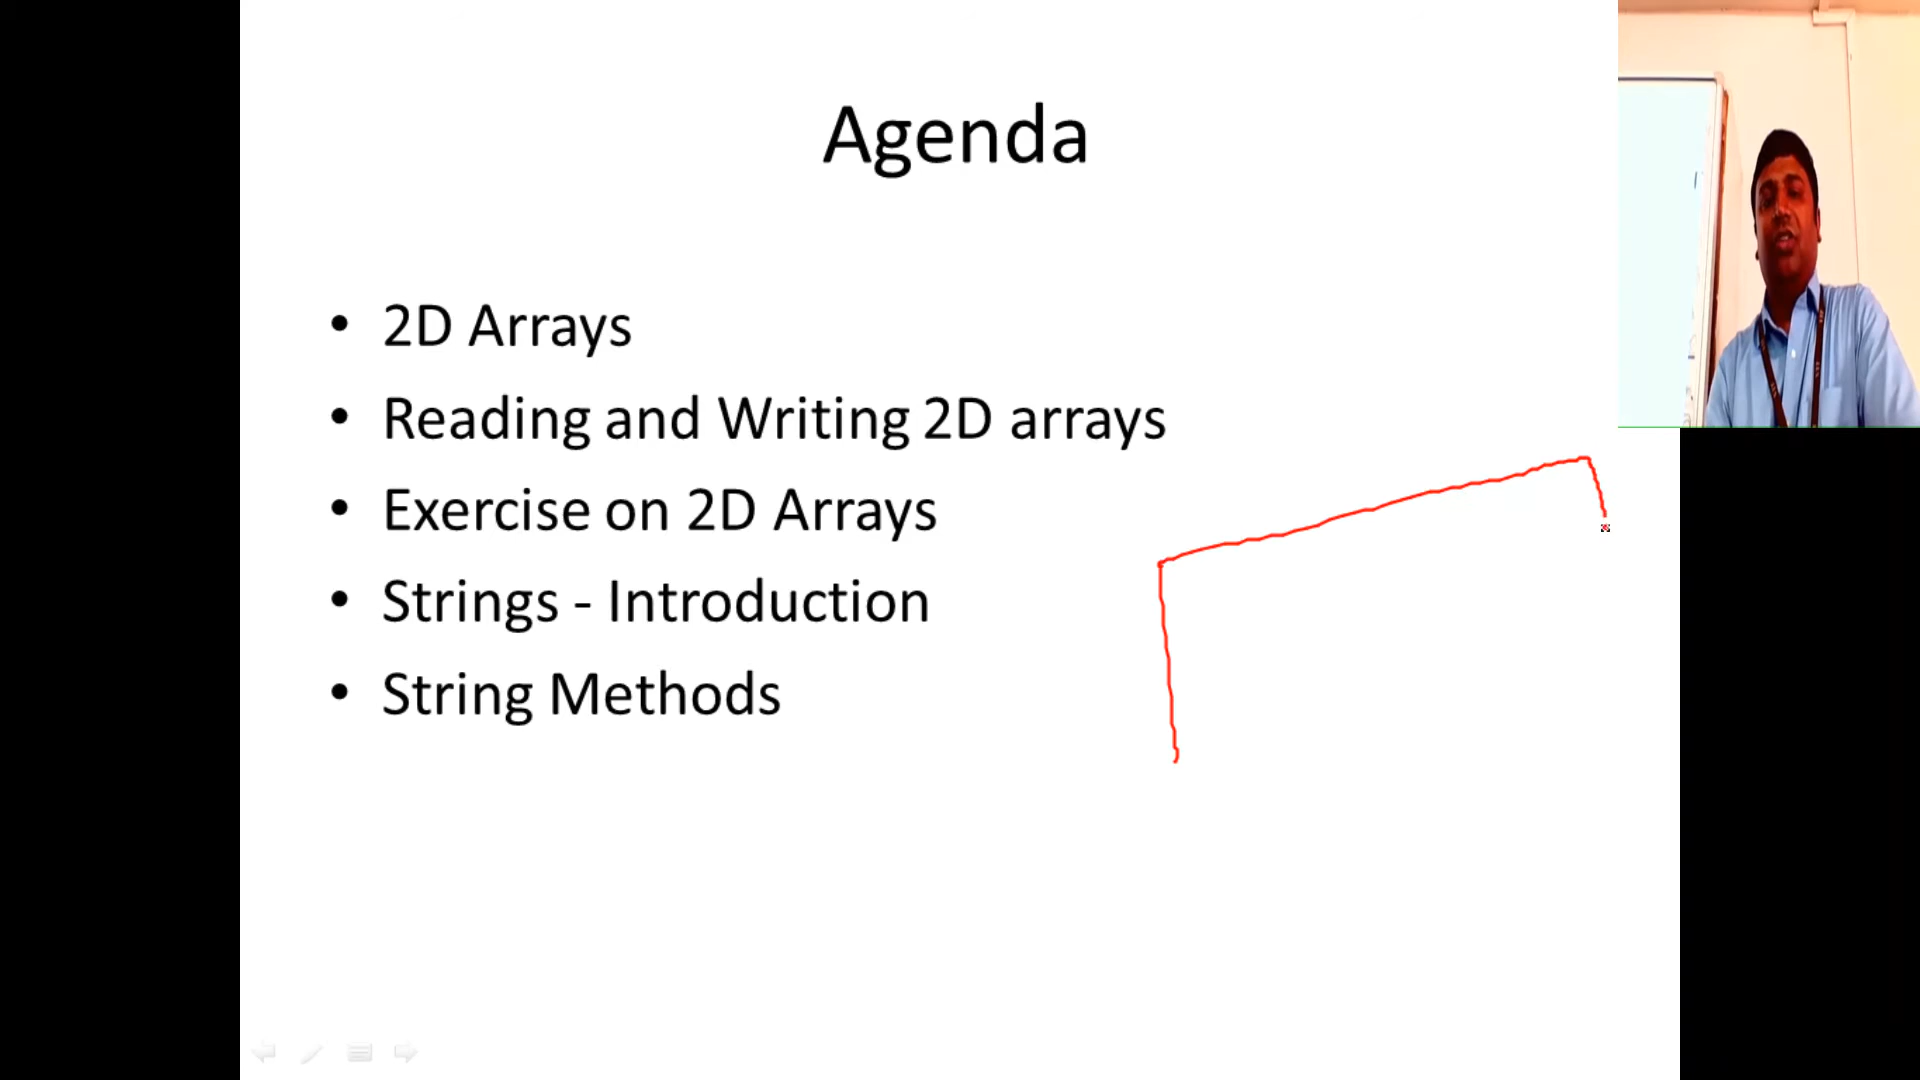 Agenda
• 2D Arrays
• Reading and Writing 2D arrays
• Exercise on 2D Arrays
• Strings - Introduction
• String Methods